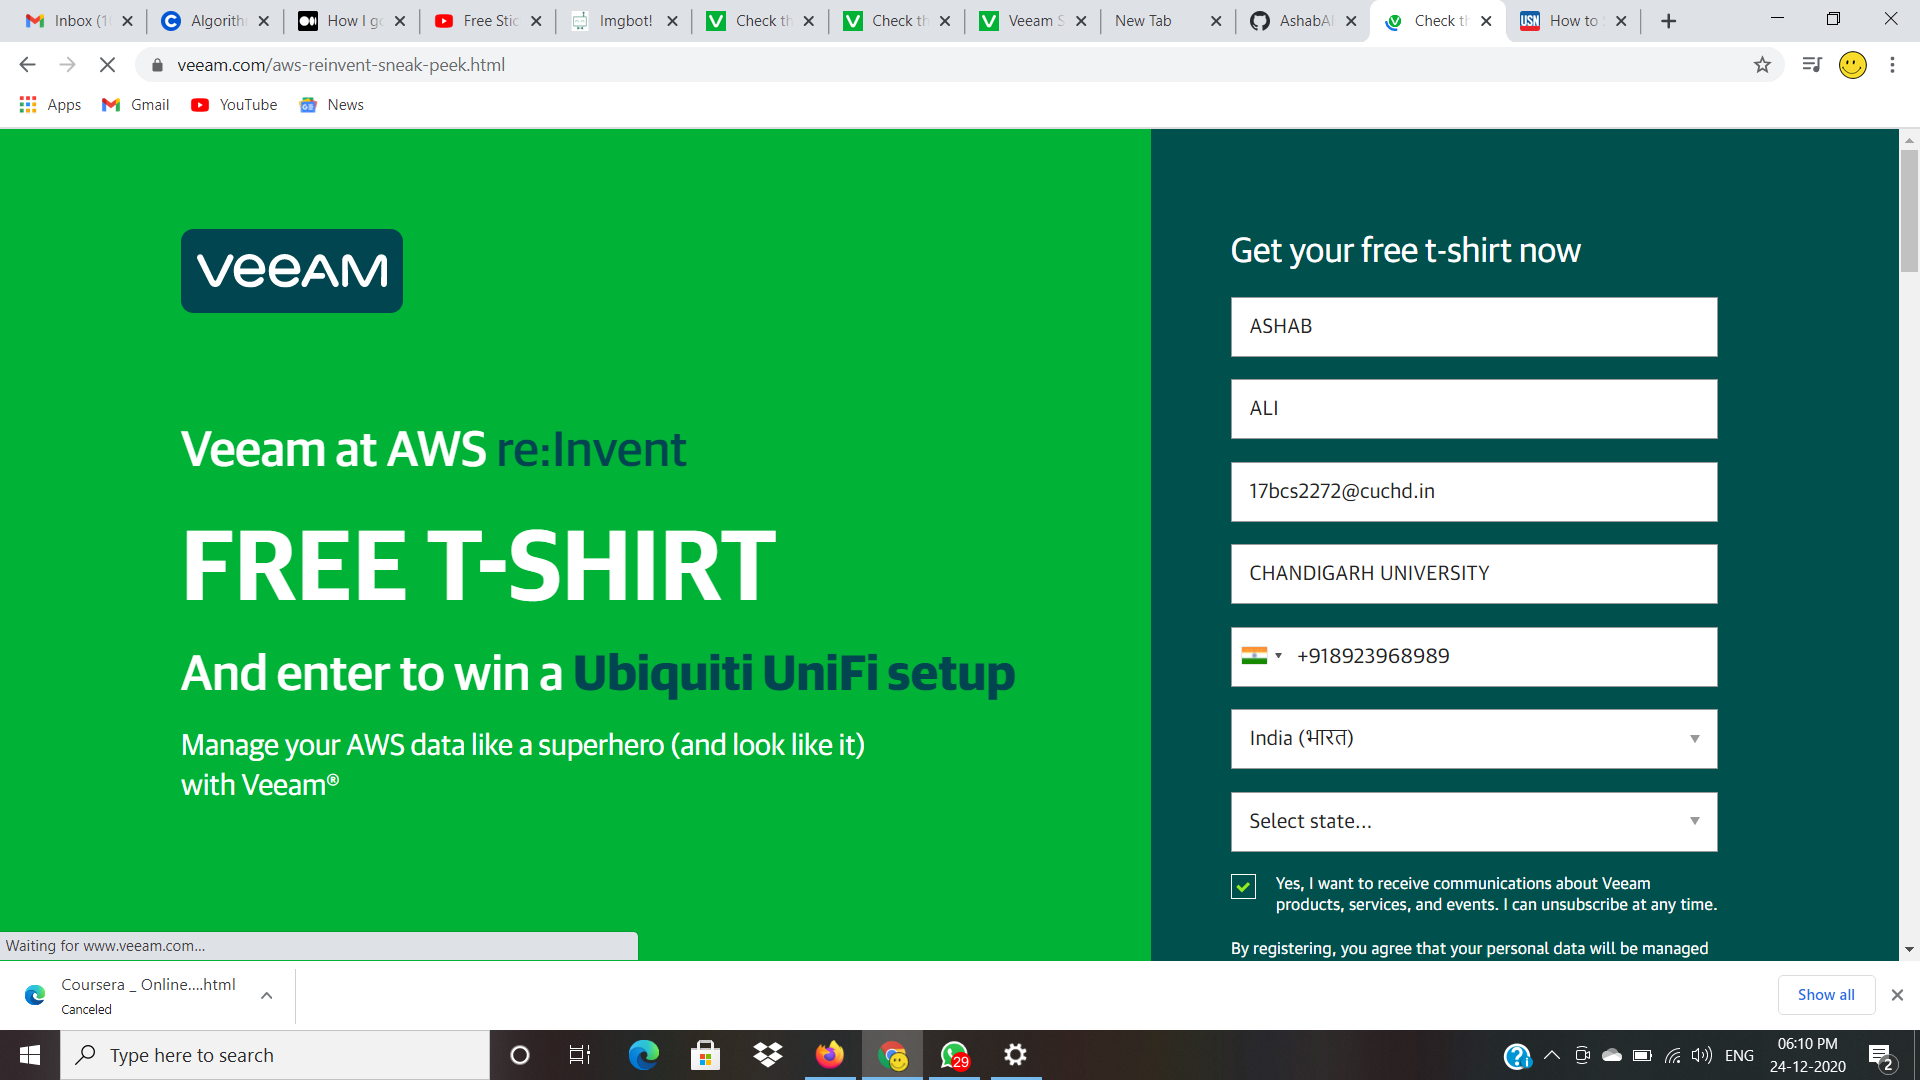 Inbox (1
Algorith
How I go
Free Stic
Imgbot!
Check th
Check th
Veeam S
New Tab
AshabAl
Check th
USN
How to
veeam.com/aws-reinvent-sneak-peek.html
Apps
Gmail
YouTube
News
veeAM
Veeam at AWS re:Invent
FREE T-SHIRT
And enter to win a Ubiquiti UniFi setup
Manage your AWS data like a superhero (and look like it)
with Veeam®
Get your free t-shirt now
ASHAB
ALI
17bcs2272@cuchd.in
CHANDIGARH UNIVERSITY
+918923968989
India (भारत)
Select state...
Yes, I want to receive communications about Veeam
products, services, and events. I can unsubscribe at any time.
By registering, you agree that your personal data will be managed
Waiting for www.veeam.com...
Coursera _ Online....html
Canceled
Show all
Type here to search
29
ENG
06:10 PM
24-12-2020
2